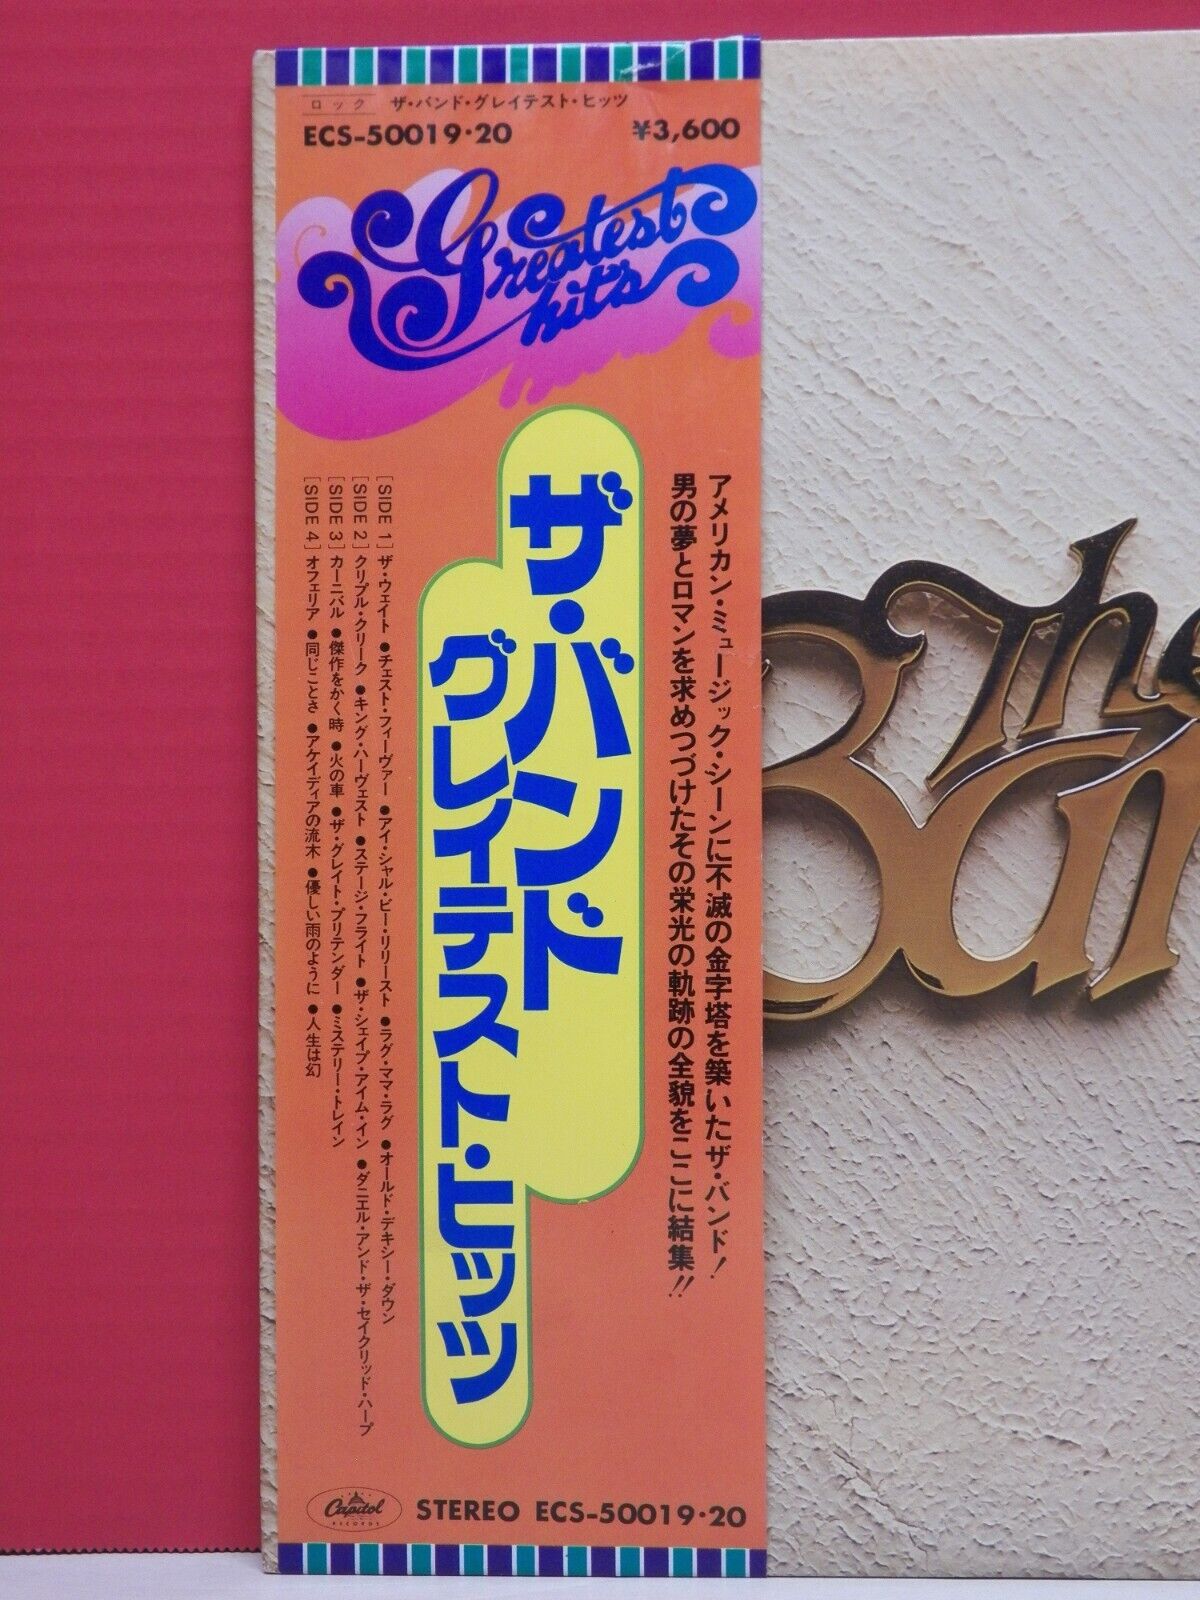 ロック ザ・バンド・グレイテスト・ヒッツ
ECS-50019・20 ¥3,600
Greatest
hit's
アメリカン・ミュージック・シーンに不滅の金字塔を築いたザ・バンド！
男の夢とロマンを求めつづけたその栄光の軌跡の全貌をここに結集!!
ザ・バンド
グレイテスト・ヒッツ
[SIDE 1] ザ・ウェイト ●チェスト・フィーヴァー ●アイ・シャル・ビー・リリースト ●ラグ・ママ・ラグ ●オールド・デキシー・ダウン
[SIDE 2] クリプル・クリーク ●キング・ハーヴェスト ●ステージ・フライト ●ザ・シェイプ・アイム・イン ●ダニエル・アンド・ザ・セイクリッド・ハープ
[SIDE 3] カーニバル ●傑作をかく時 ●火の車 ●ザ・グレイト・プリテンダー ●ミステリー・トレイン
[SIDE 4] オフェリア ●同じことさ ●アケイディアの流木 ●優しい雨のように ●人生は幻
The
Ban
Capitol
RECORDS
STEREO ECS-50019・20